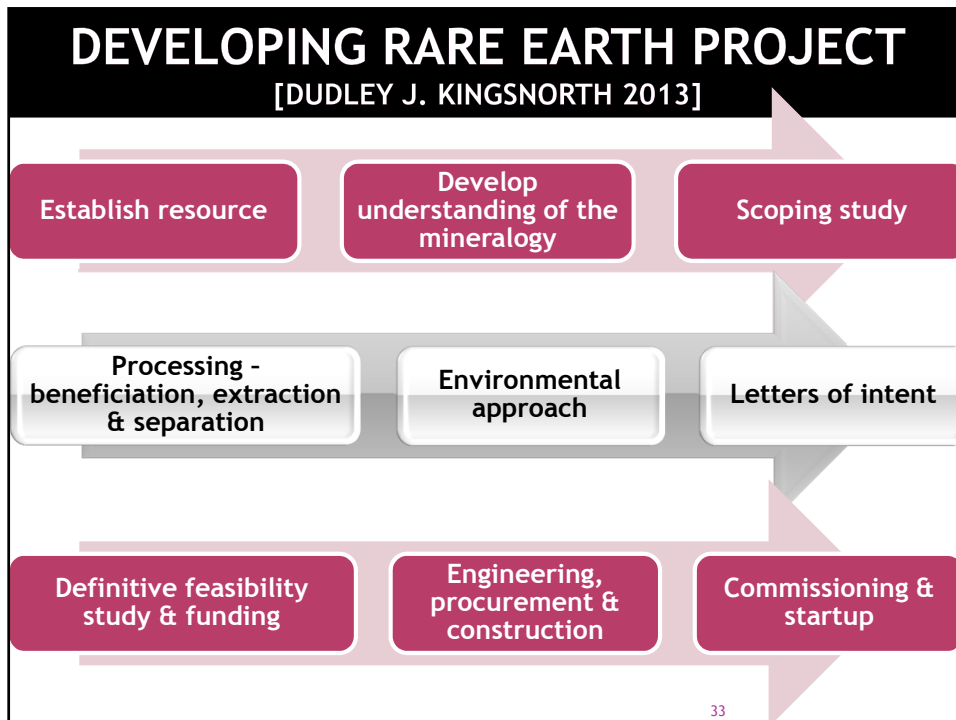 DEVELOPING RARE EARTH PROJECT
[DUDLEY J. KINGSNORTH 2013]
Establish resource
Develop
understanding of the
mineralogy
Scoping study
Processing –
beneficiation, extraction
& separation
Environmental
approach
Letters of intent
Definitive feasibility
study & funding
Engineering,
procurement &
construction
Commissioning &
startup
33